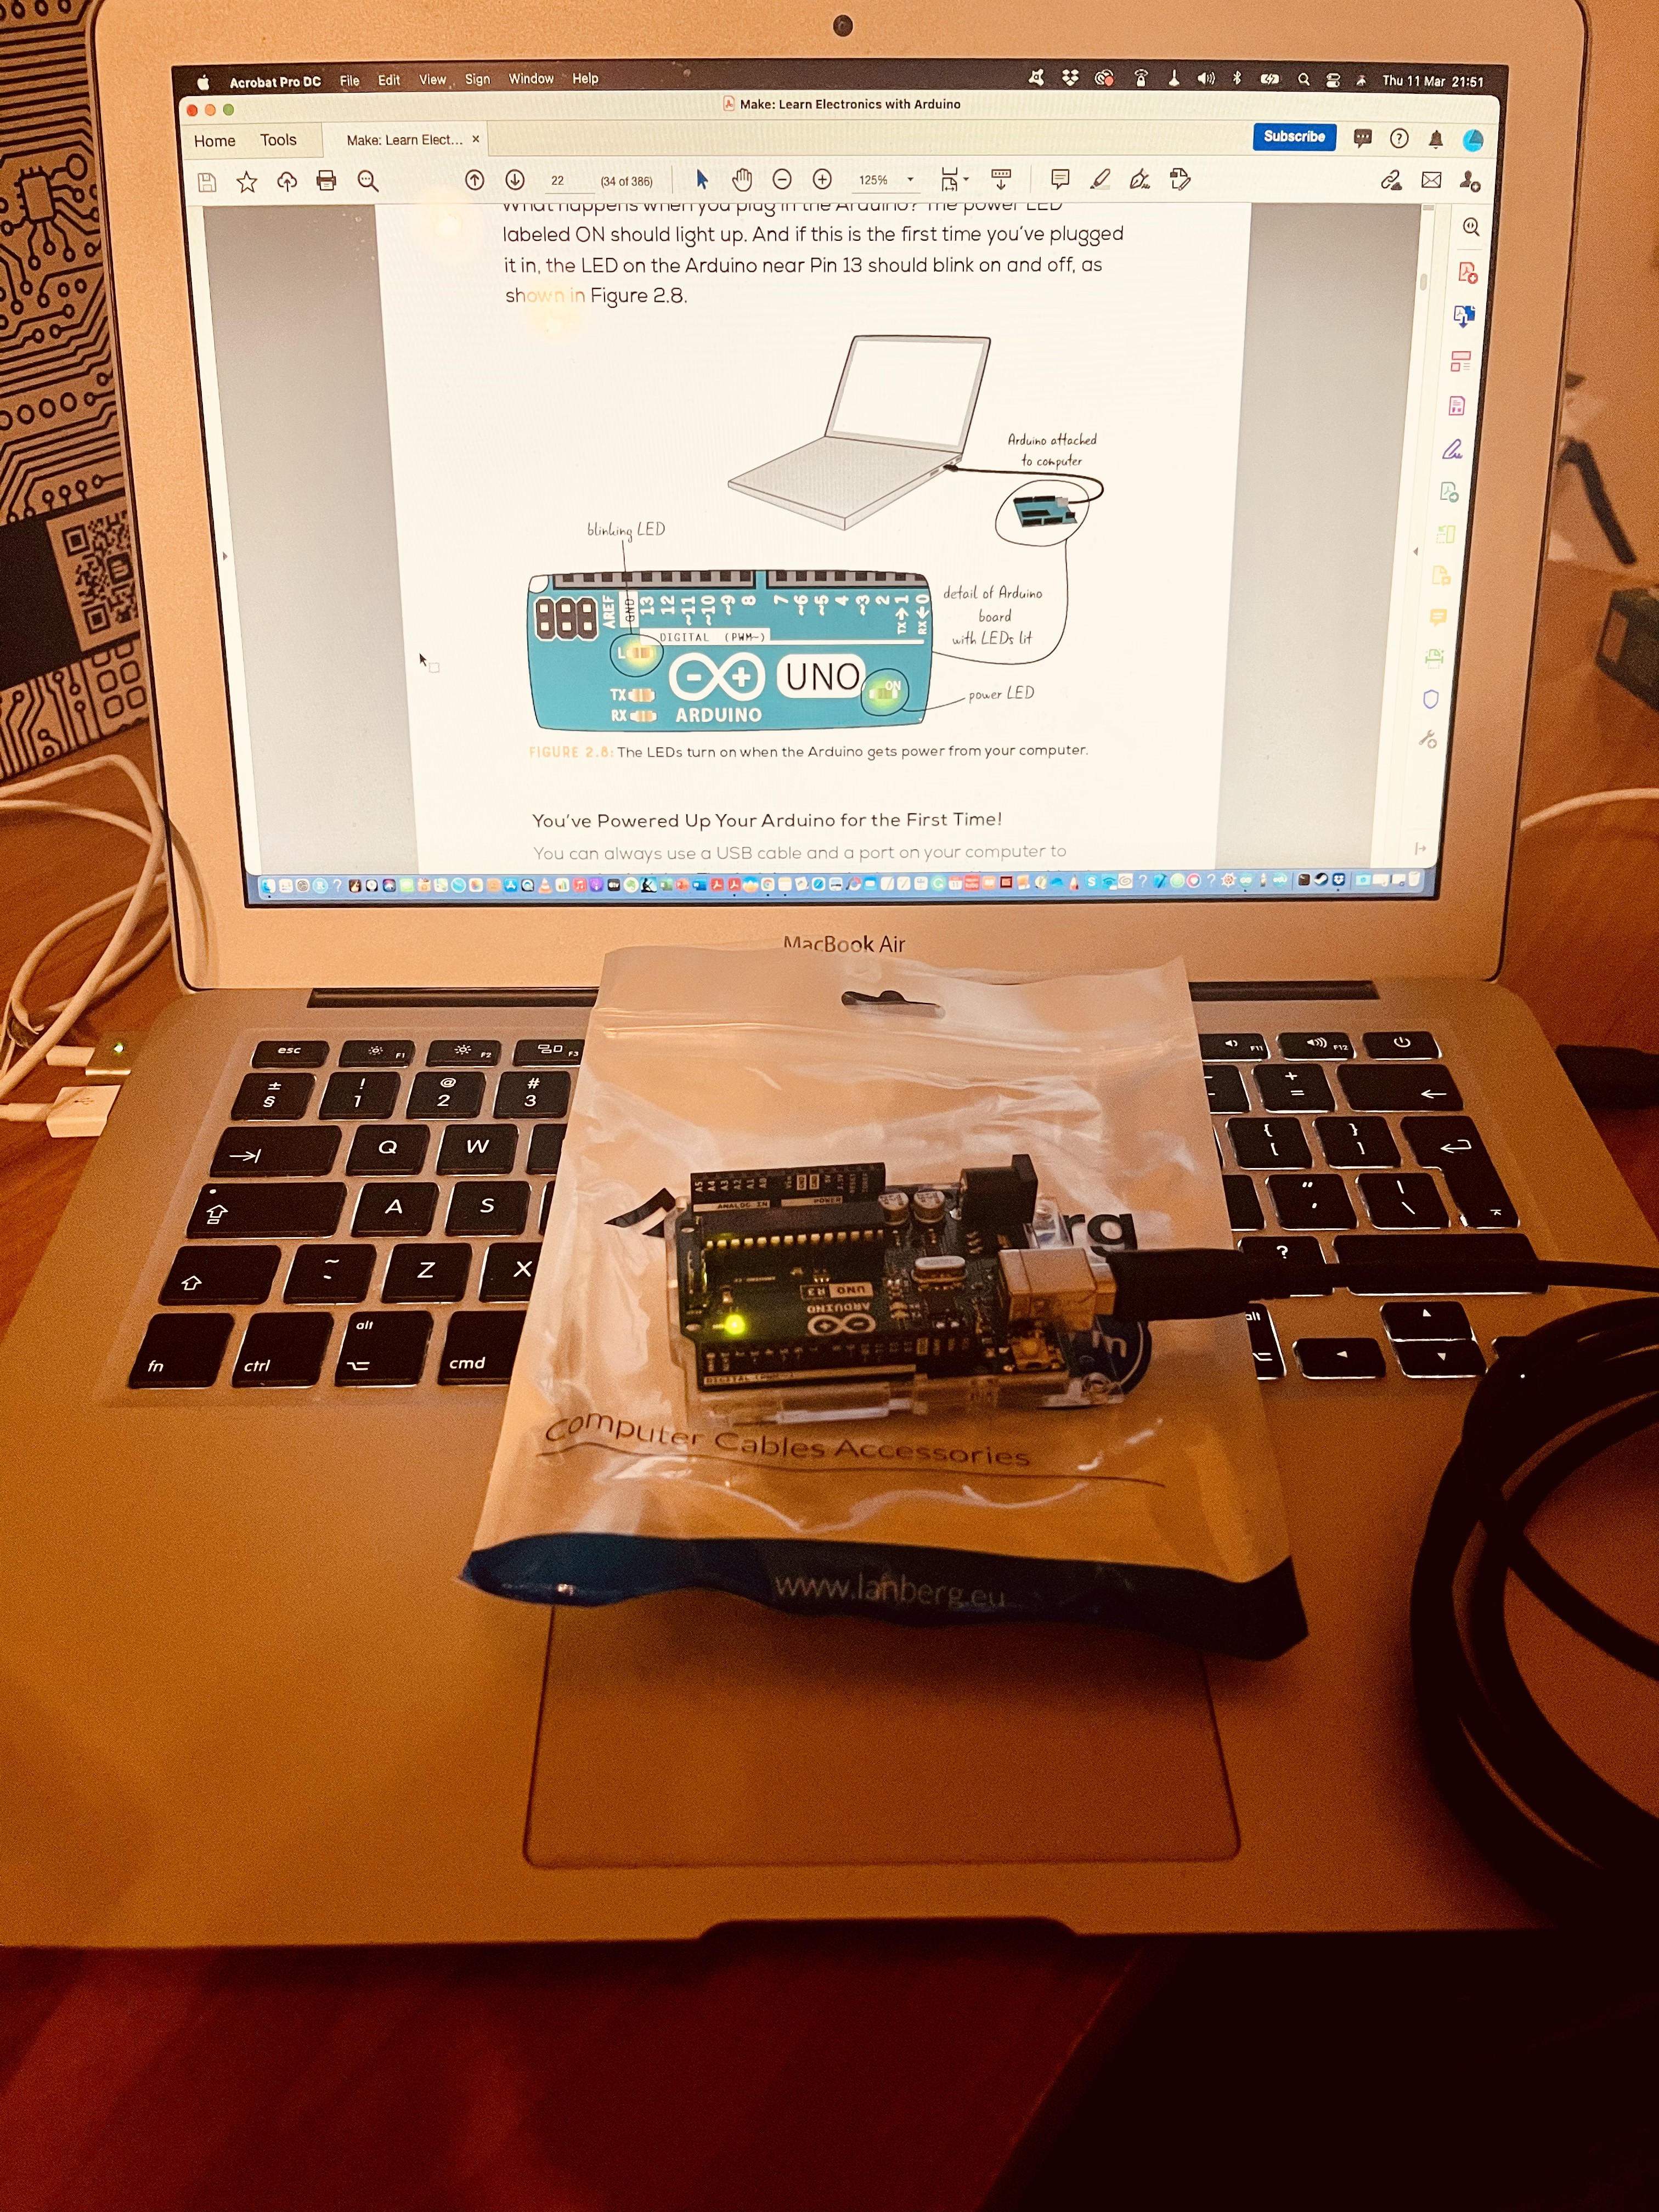 Acrobat Pro DC File Edit View Sign Window Help Thu 11 Mar 21:51
Make: Learn Electronics with Arduino
Home Tools Make: Learn Elect... × Subscribe
22 (34 of 386) 125%
What happens when you plug in the Arduino? The power LED
labeled ON should light up. And if this is the first time you've plugged
it in, the LED on the Arduino near Pin 13 should blink on and off, as
shown in Figure 2.8.
Arduino attached
to computer
blinking LED
AREF GND 13 12 ~11 ~10 ~9 8 7 ~6 ~5 4 ~3 2 TX→1 RX←0
DIGITAL (PWM~)
L
UNO
ON
TX
RX
ARDUINO
detail of Arduino
board
with LEDs lit
power LED
FIGURE 2.8: The LEDs turn on when the Arduino gets power from your computer.
You've Powered Up Your Arduino for the First Time!
You can always use a USB cable and a port on your computer to
MacBook Air
esc F1 F2 F3 F11 F12
± § ! 1 @ 2 # 3 + = -
Q W { [ } ]
A S " ' | \
~ Z X ?
fn ctrl alt cmd alt
A5 A4 A3 A2 A1 A0
ANALOG IN POWER
UNO R3
ARDUINO
DIGITAL (PWM~)
rg
Computer Cables Accessories
www.lanberg.eu